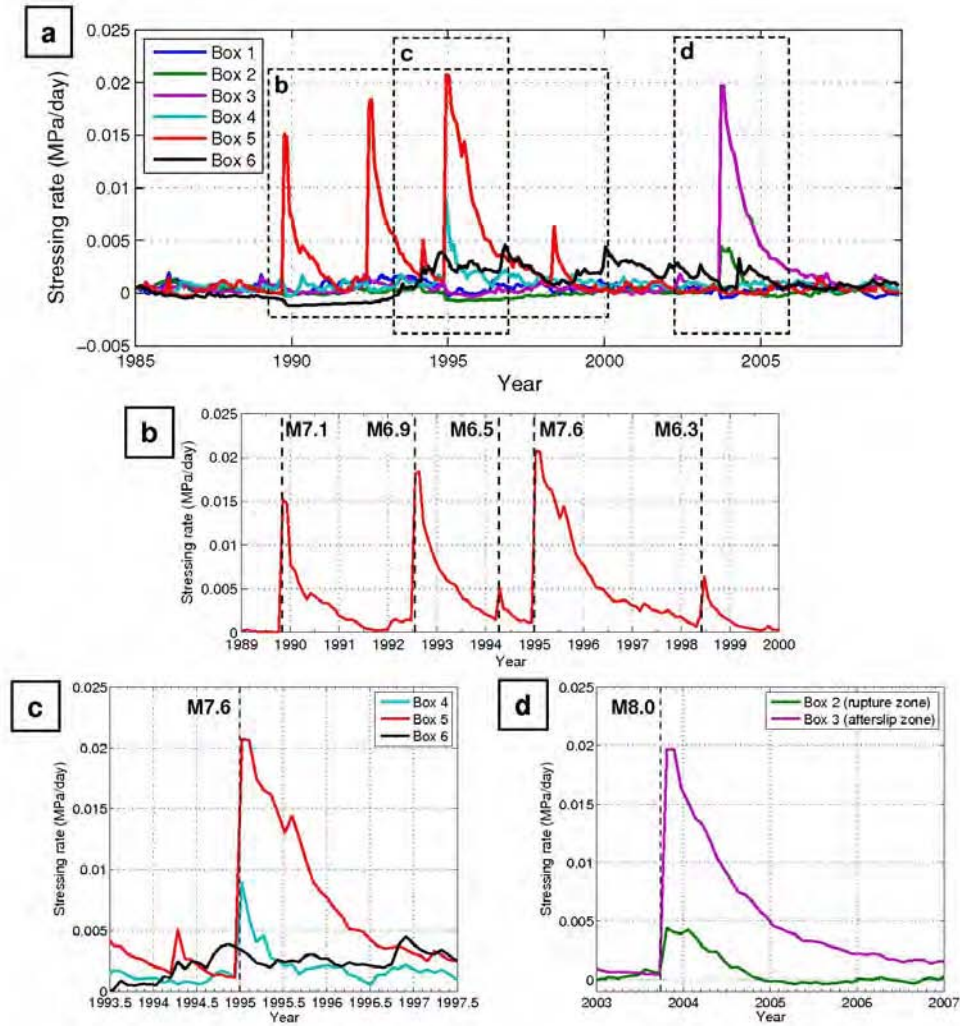 a
0.025
0.02
0.015
0.01
0.005
0
−0.005
Stressing rate (MPa/day)
Box 1
Box 2
Box 3
Box 4
Box 5
Box 6
b
c
d
1985
1990
1995
2000
2005
Year
b
0.025
0.02
0.015
0.01
0.005
0
Stressing rate (MPa/day)
M7.1
M6.9
M6.5
M7.6
M6.3
1989 1990 1991 1992 1993 1994 1995 1996 1997 1998 1999 2000
Year
c
0.025
0.02
0.015
0.01
0.005
0
Stressing rate (MPa/day)
M7.6
Box 4
Box 5
Box 6
1993.5 1994 1994.5 1995 1995.5 1996 1996.5 1997 1997.5
Year
d
0.025
0.02
0.015
0.01
0.005
0
Stressing rate (MPa/day)
M8.0
Box 2 (rupture zone)
Box 3 (afterslip zone)
2003 2004 2005 2006 2007
Year